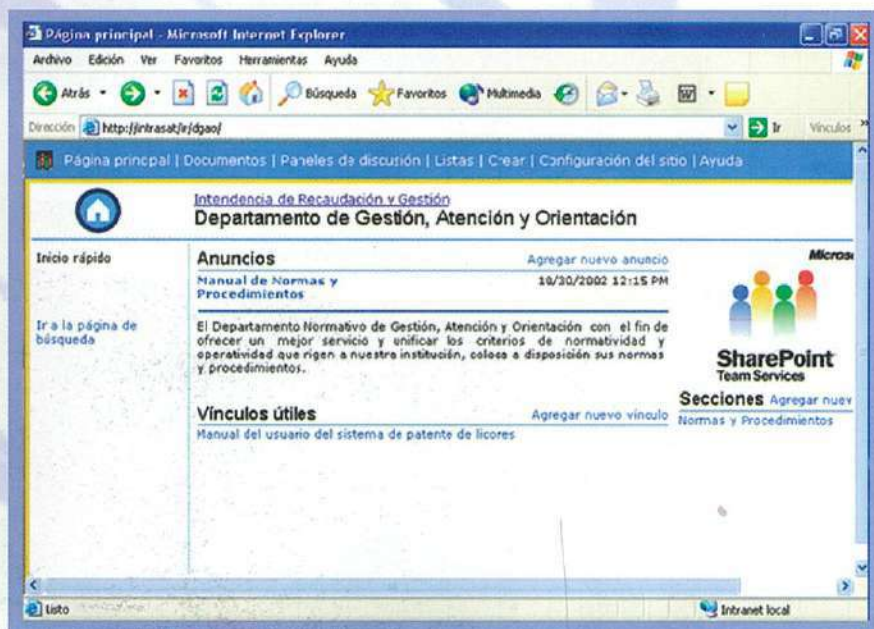 Página principal - Microsoft Internet Explorer
Archivo Edición Ver Favoritos Herramientas Ayuda
Atrás Búsqueda Favoritos Multimedia
Dirección http://intrasat/ir/dgao/ Ir Vínculos »
Página principal | Documentos | Paneles de discusión | Listas | Crear | Configuración del sitio | Ayuda
Intendencia de Recaudación y Gestión
Departamento de Gestión, Atención y Orientación
Inicio rápido
Ir a la página de
búsqueda
Anuncios Agregar nuevo anuncio
Manual de Normas y
Procedimientos
10/30/2002 12:15 PM
El Departamento Normativo de Gestión, Atención y Orientación con el fin de
ofrecer un mejor servicio y unificar los criterios de normatividad y
operatividad que rigen a nuestra institución, coloca a disposición sus normas
y procedimientos.
Vínculos útiles Agregar nuevo vínculo
Manual del usuario del sistema de patente de licores
Micros
SharePoint
Team Services
Secciones Agregar nuev
Normas y Procedimientos
Listo Intranet local